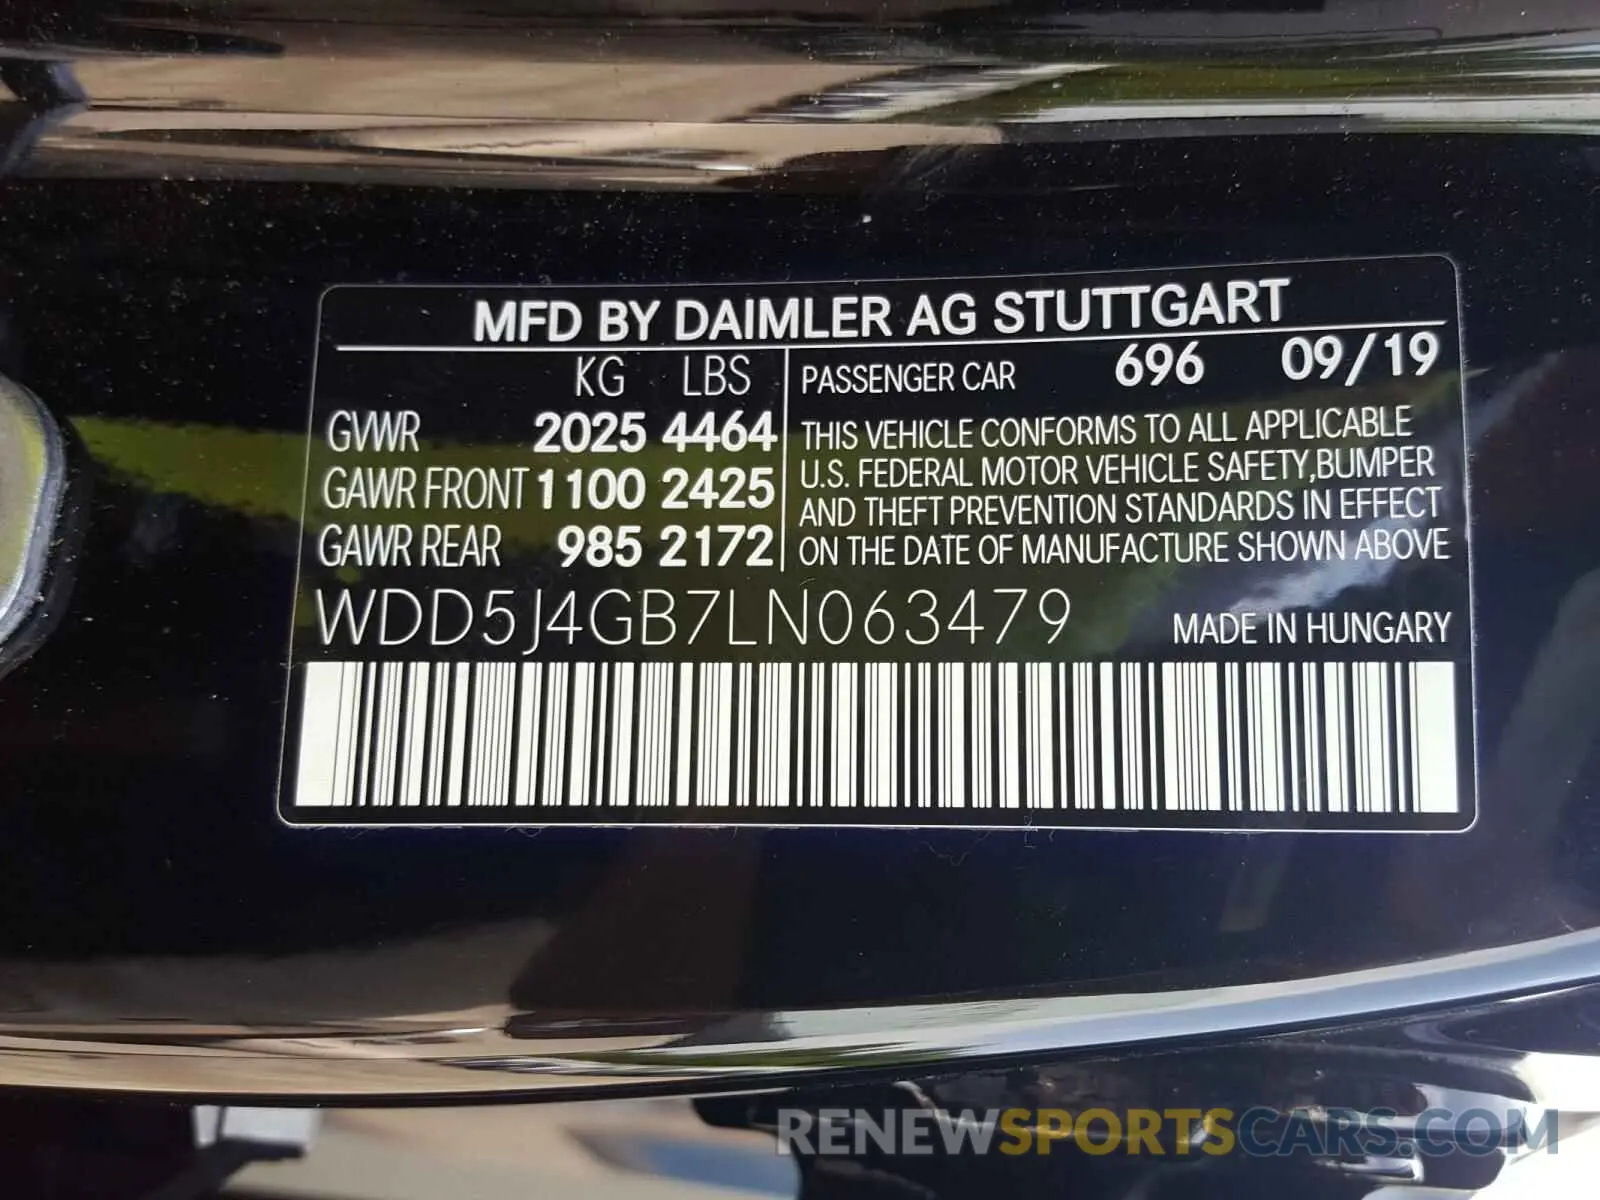 MFD BY DAIMLER AG STUTTGART
KG LBS
GVWR 2025 4464
GAWR FRONT 1100 2425
GAWR REAR 985 2172
PASSENGER CAR 696 09/19
THIS VEHICLE CONFORMS TO ALL APPLICABLE
U.S. FEDERAL MOTOR VEHICLE SAFETY,BUMPER
AND THEFT PREVENTION STANDARDS IN EFFECT
ON THE DATE OF MANUFACTURE SHOWN ABOVE
WDD5J4GB7LN063479
MADE IN HUNGARY
RENEWSPORTSCARS.COM